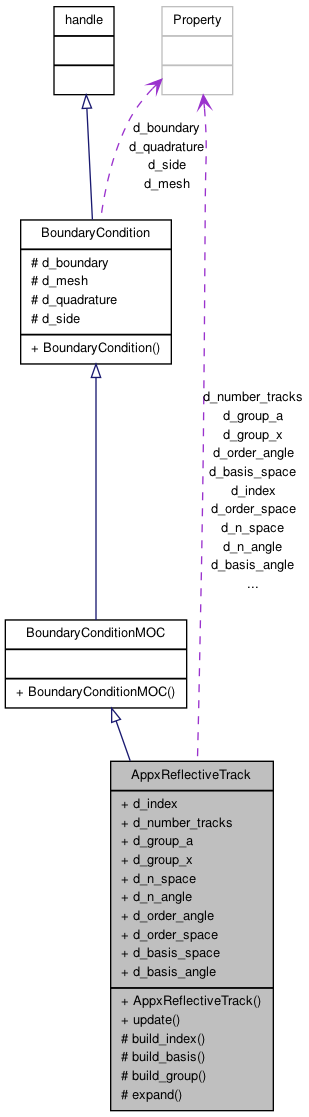 handle
Property
d_boundary
d_quadrature
d_side
d_mesh
BoundaryCondition
# d_boundary
# d_mesh
# d_quadrature
# d_side
+ BoundaryCondition()
d_number_tracks
d_group_a
d_group_x
d_order_angle
d_basis_space
d_index
d_order_space
d_n_space
d_n_angle
d_basis_angle
...
BoundaryConditionMOC
+ BoundaryConditionMOC()
AppxReflectiveTrack
+ d_index
+ d_number_tracks
+ d_group_a
+ d_group_x
+ d_n_space
+ d_n_angle
+ d_order_angle
+ d_order_space
+ d_basis_space
+ d_basis_angle
+ AppxReflectiveTrack()
+ update()
# build_index()
# build_basis()
# build_group()
# expand()